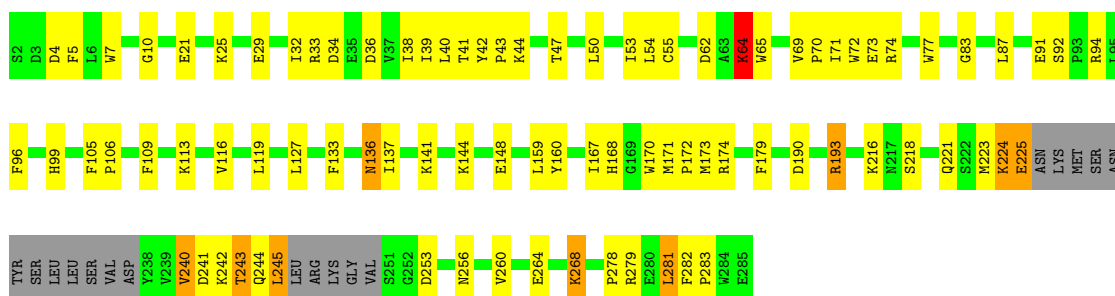 S2 D3 D4 F5 L6 W7 G10 E21 K25 E29 I32 R33 D34 E35 D36 V37 I38 I39 L40 T41 Y42 P43 K44 T47 L50 I53 L54 C55 D62 A63 K64 W65 V69 P70 I71 W72 E73 R74 W77 G83 L87 E91 S92 P93 R94 L95
F96 H99 F105 P106 F109 K113 V116 L119 L127 F133 N136 I137 K141 K144 E148 L159 Y160 I167 H168 G169 W170 M171 P172 M173 R174 F179 D190 R193 K216 N217 S218 Q221 S222 M223 K224 E225 ASN LYS MET SER ASN
TYR SER LEU LEU SER VAL ASP Y238 V239 V240 D241 K242 T243 Q244 L245 LEU ARG LYS GLY VAL S251 G252 D253 N256 V260 E264 K268 P278 R279 E280 L281 F282 P283 W284 E285